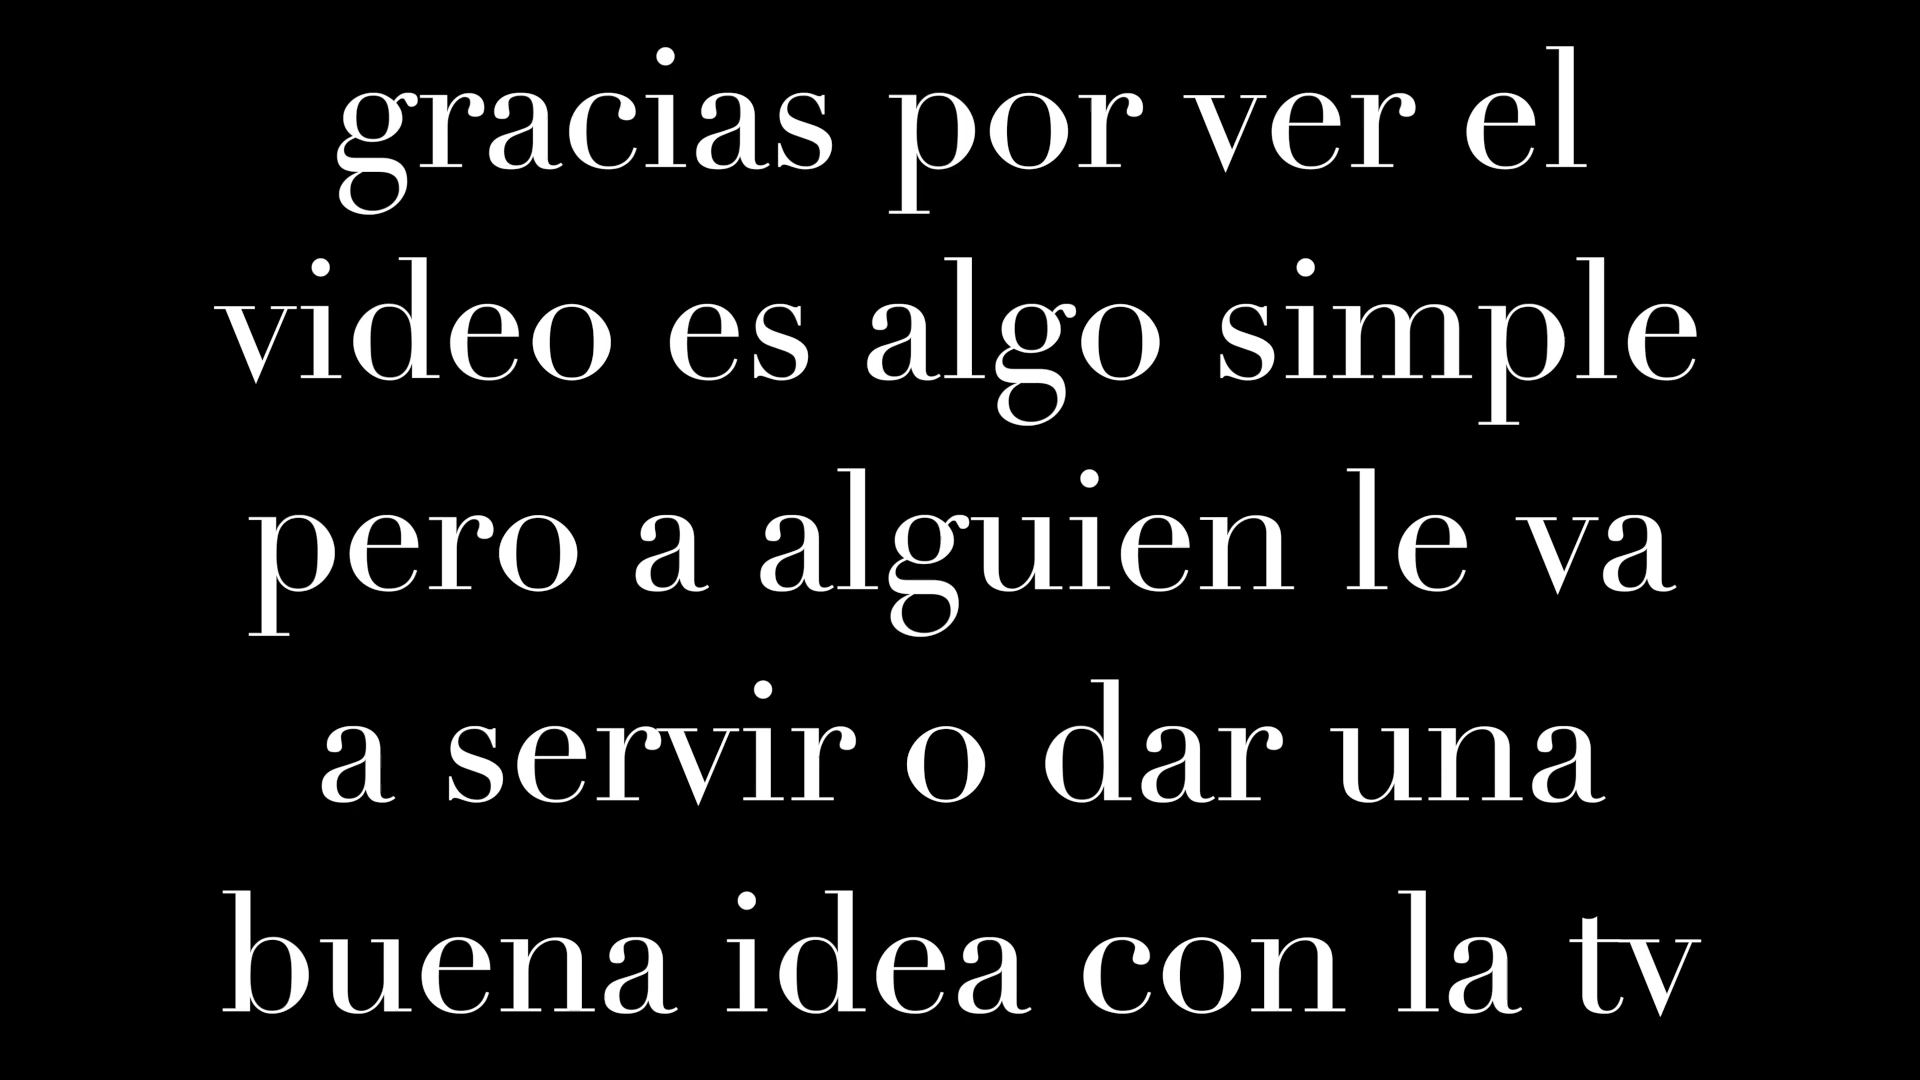 gracias por ver el
video es algo simple
pero a alguien le va
a servir o dar una
buena idea con la tv